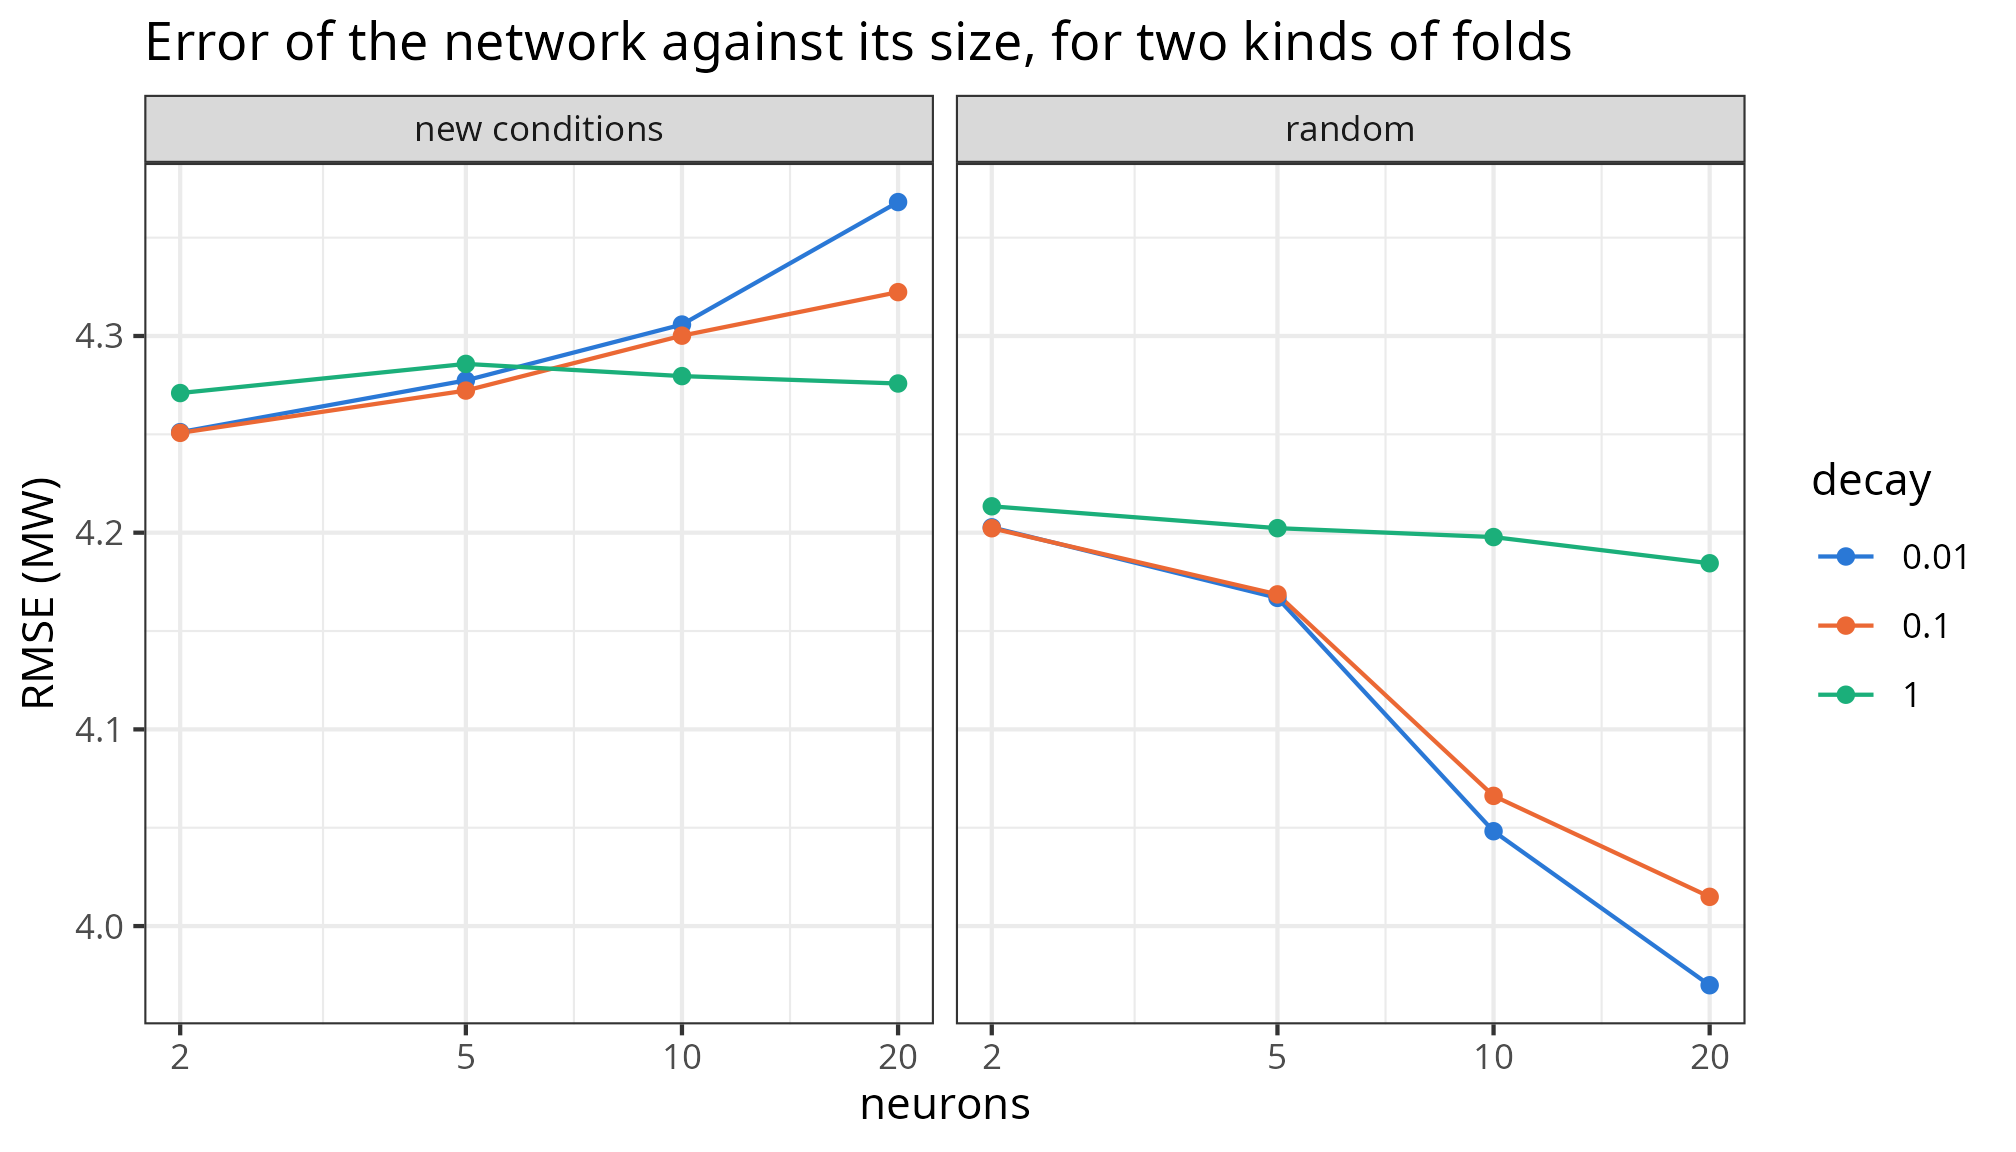 Error of the network against its size, for two kinds of folds
new conditions
random
RMSE (MW)
4.3
4.2
4.1
4.0
2 5 10 20
2 5 10 20
neurons
decay
0.01
0.1
1